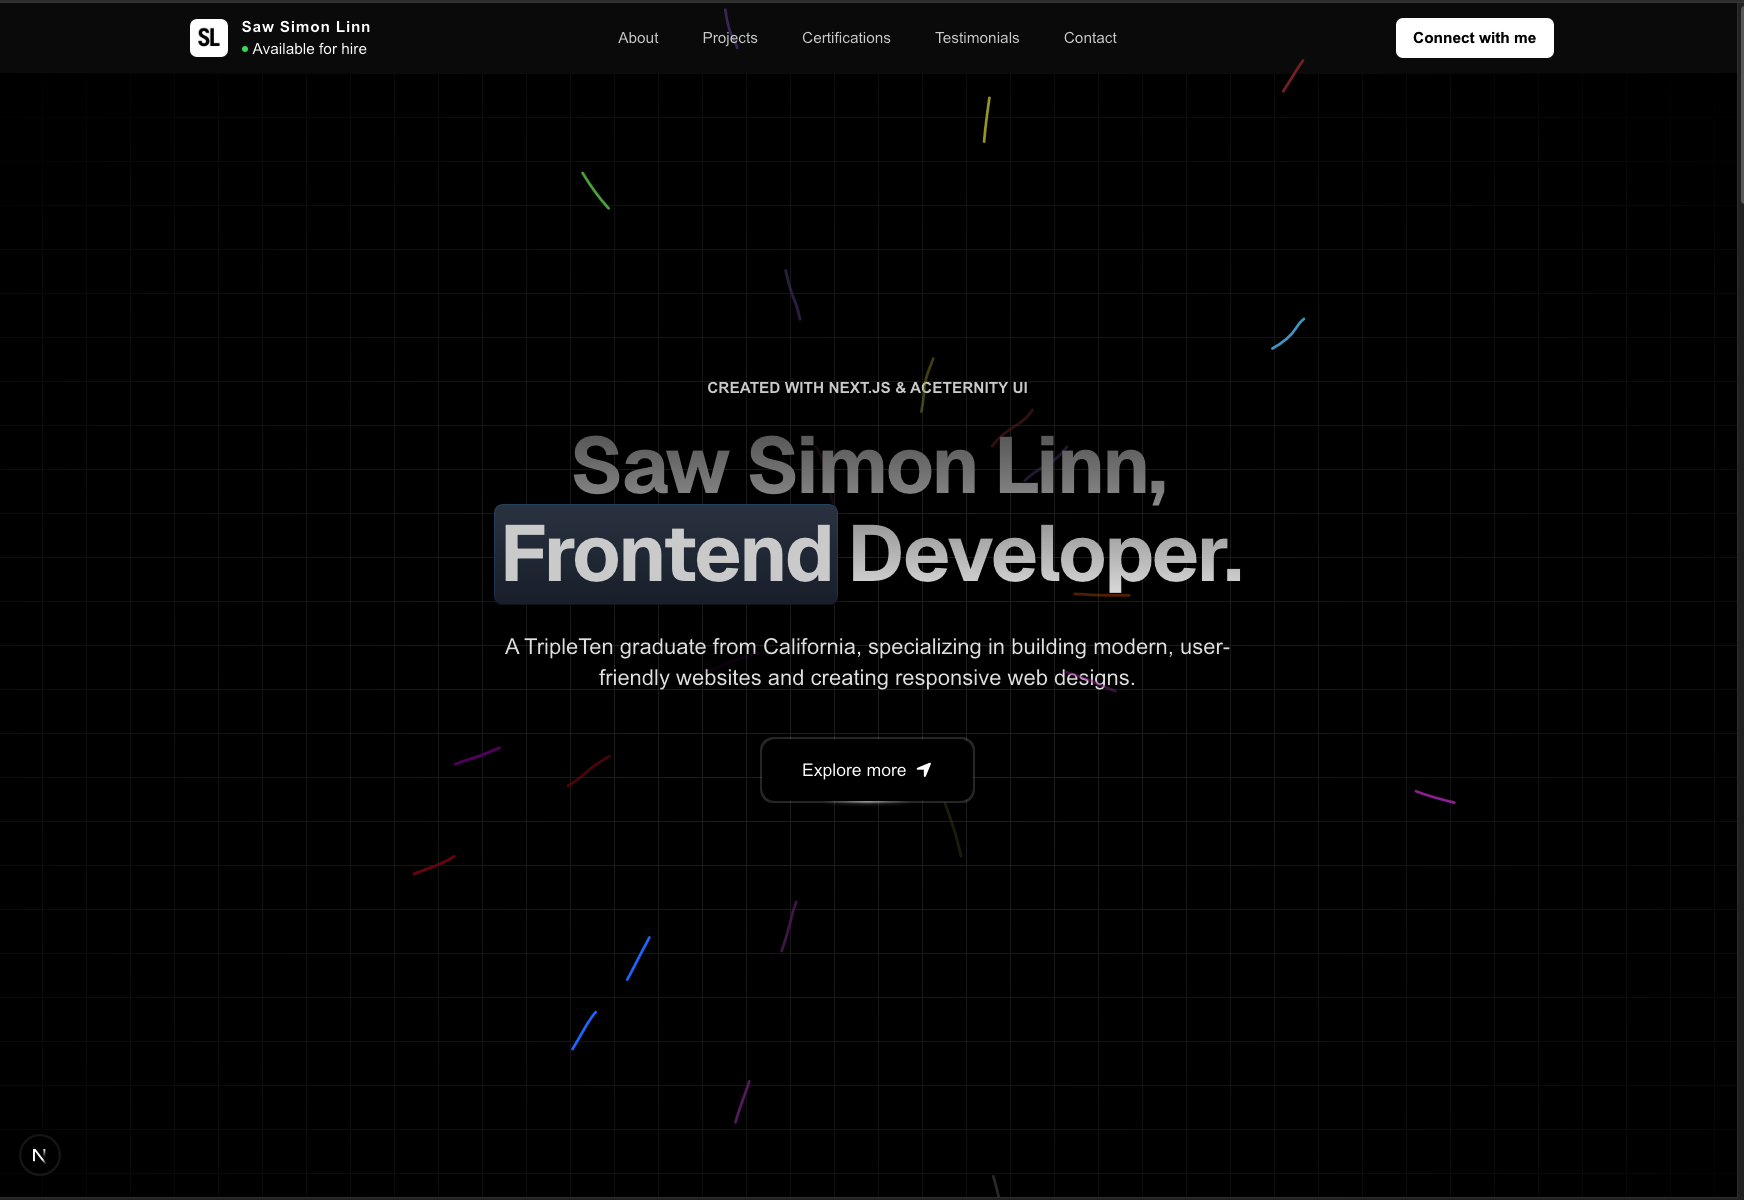 SL
Saw Simon Linn
Available for hire
About
Projects
Certifications
Testimonials
Contact
Connect with me
CREATED WITH NEXT.JS & ACETERNITY UI
Saw Simon Linn,
Frontend Developer.
A TripleTen graduate from California, specializing in building modern, user-
friendly websites and creating responsive web designs.
Explore more
N